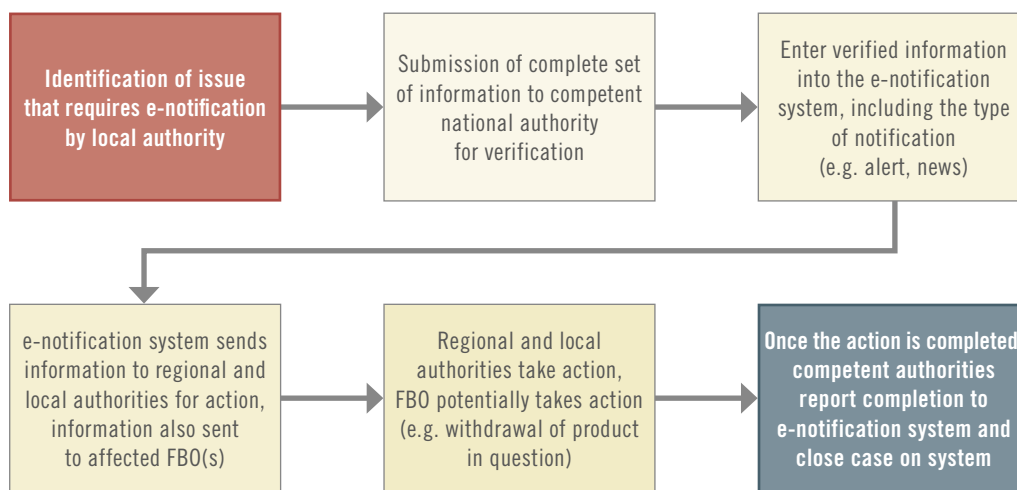 Identification of issue
that requires e-notification
by local authority
Submission of complete set
of information to competent
national authority
for verification
Enter verified information
into the e-notification
system, including the type
of notification
(e.g. alert, news)
e-notification system sends
information to regional and
local authorities for action,
information also sent
to affected FBO(s)
Regional and local
authorities take action,
FBO potentially takes action
(e.g. withdrawal of product
in question)
Once the action is completed
competent authorities
report completion to
e-notification system and
close case on system